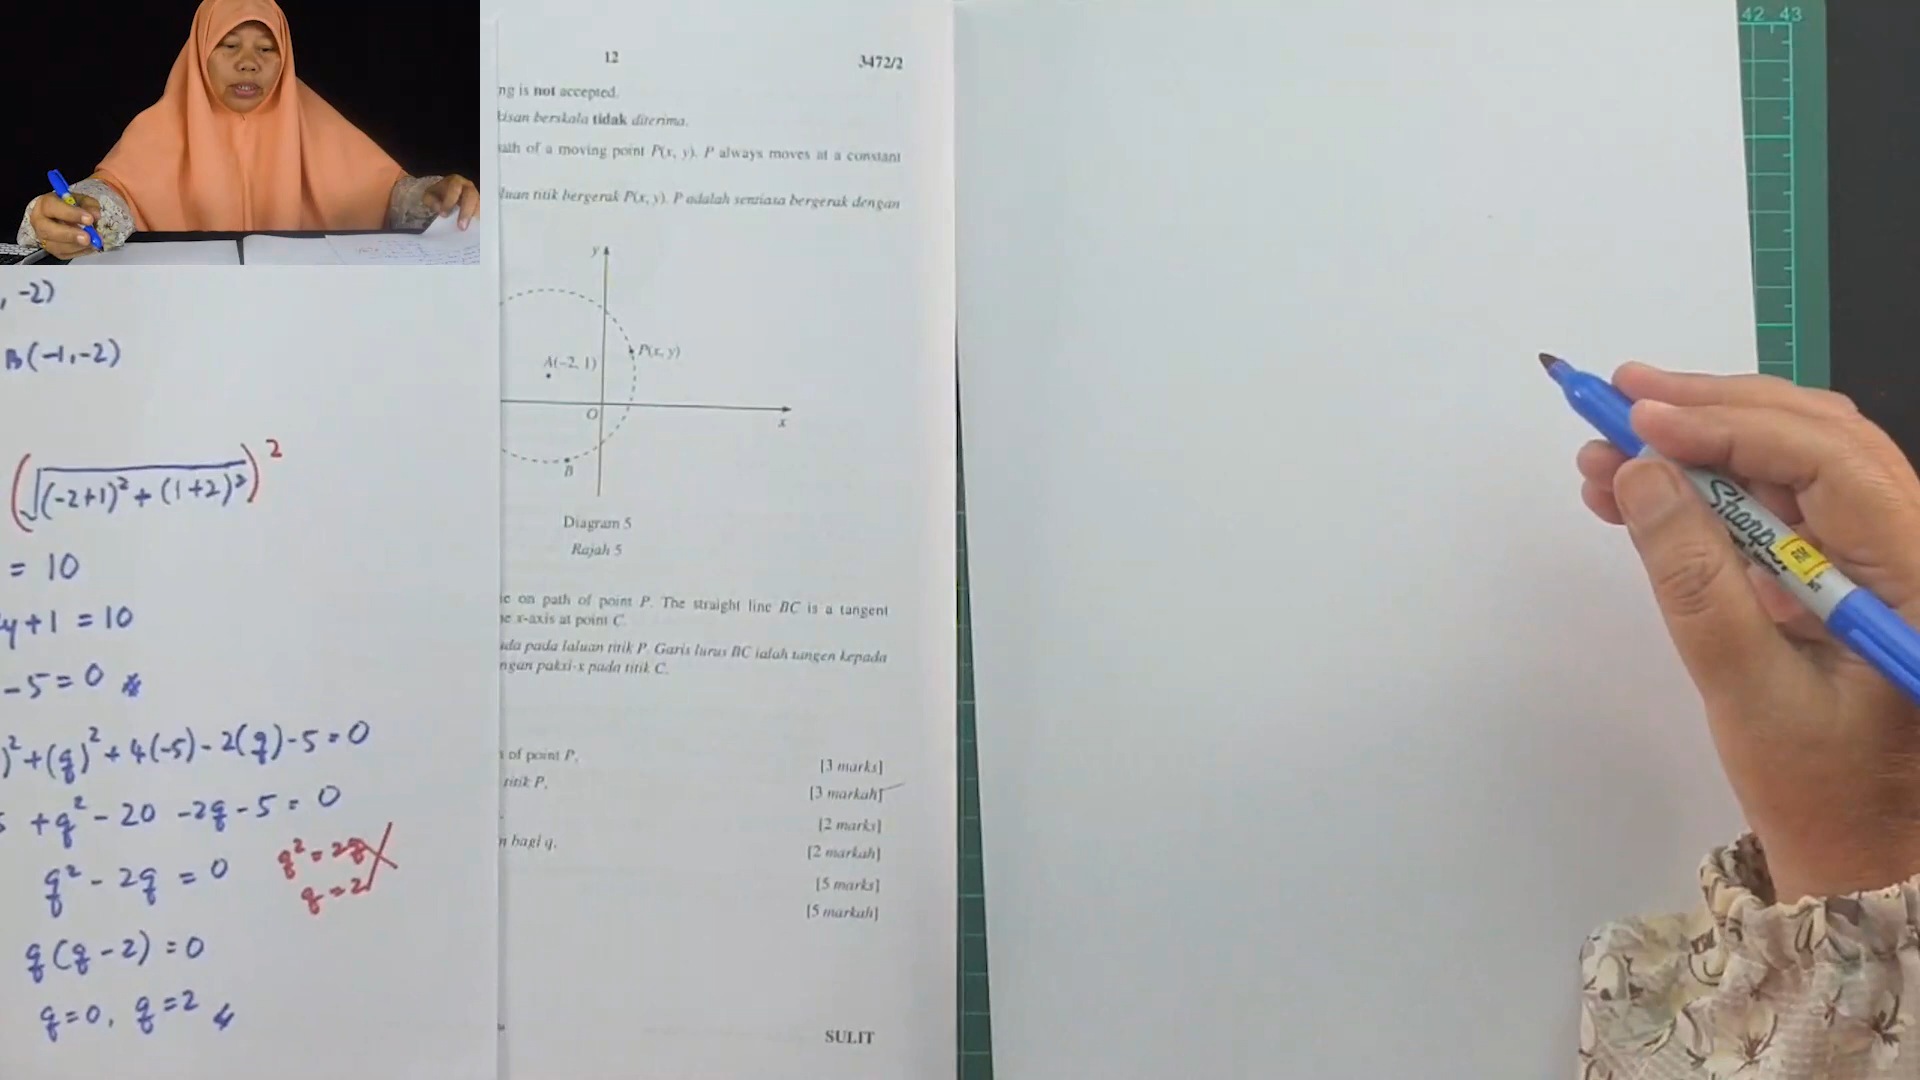 , -2)
B(-1,-2)
(√(-2+1)² + (1+2)²)²
= 10
y+1 = 10
-5=0
)²+(q)²+4(-5)-2(q)-5=0
+q²-20 -2q-5=0
q²-2q = 0
q²=2q
q=2
q(q-2)=0
q=0, q=2
12
3472/2
ng is not accepted.
kisan berskala tidak diterima.
ath of a moving point P(x, y). P always moves at a constant
luan titik bergerak P(x, y). P adalah sentiasa bergerak dengan
y
P(x, y)
A(-2, 1)
O
x
B
Diagram 5
Rajah 5
ie on path of point P. The straight line BC is a tangent
he x-axis at point C.
ada pada laluan titik P. Garis lurus BC ialah tangen kepada
ngan paksi-x pada titik C.
s of point P,
[3 marks]
titik P,
[3 markah]
[2 marks]
n bagi q,
[2 markah]
[5 marks]
[5 markah]
SULIT
42 43
Sharpie
RM